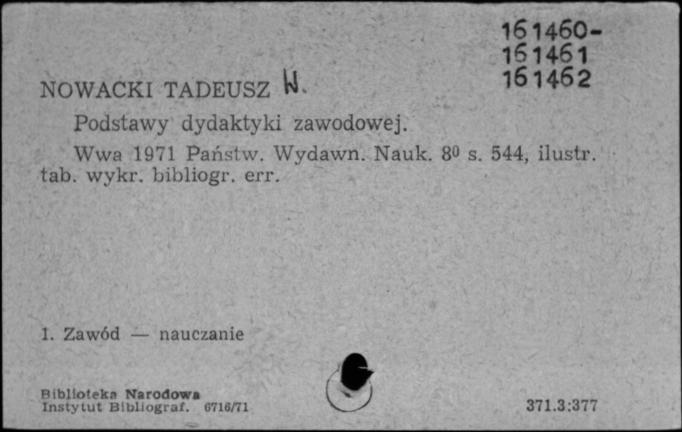 161460-
161461
161462
NOWACKI TADEUSZ W.
Podstawy dydaktyki zawodowej.
Wwa 1971 Państw. Wydawn. Nauk. 8⁰ s. 544, ilustr.
tab. wykr. bibliogr. err.
1. Zawód — nauczanie
Biblioteka Narodowa
Instytut Bibliograf. 6716/71
371.3:377